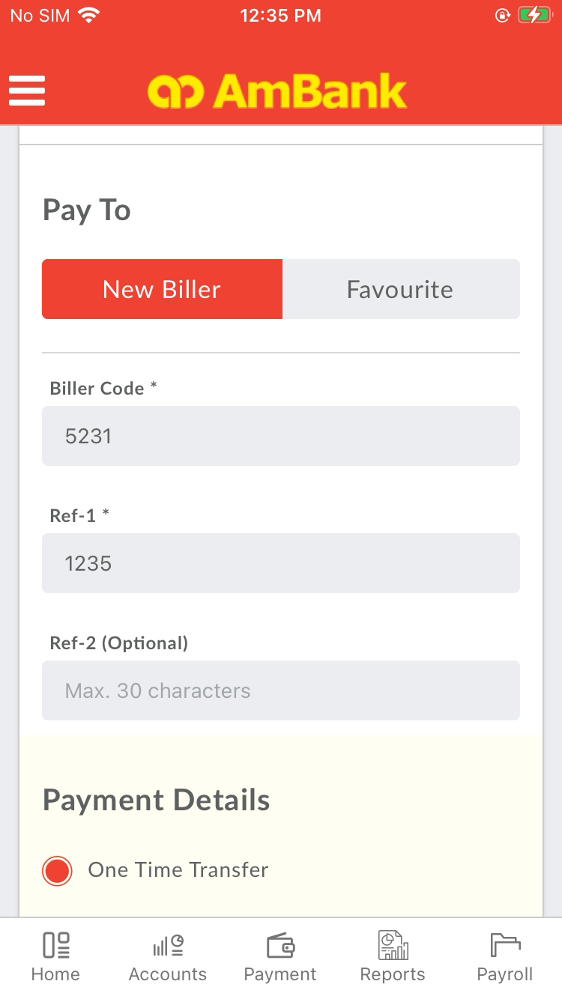 No SIM 12:35 PM
AmBank
Pay To
New Biller Favourite
Biller Code *
5231
Ref-1 *
1235
Ref-2 (Optional)
Max. 30 characters
Payment Details
One Time Transfer
Home Accounts Payment Reports Payroll